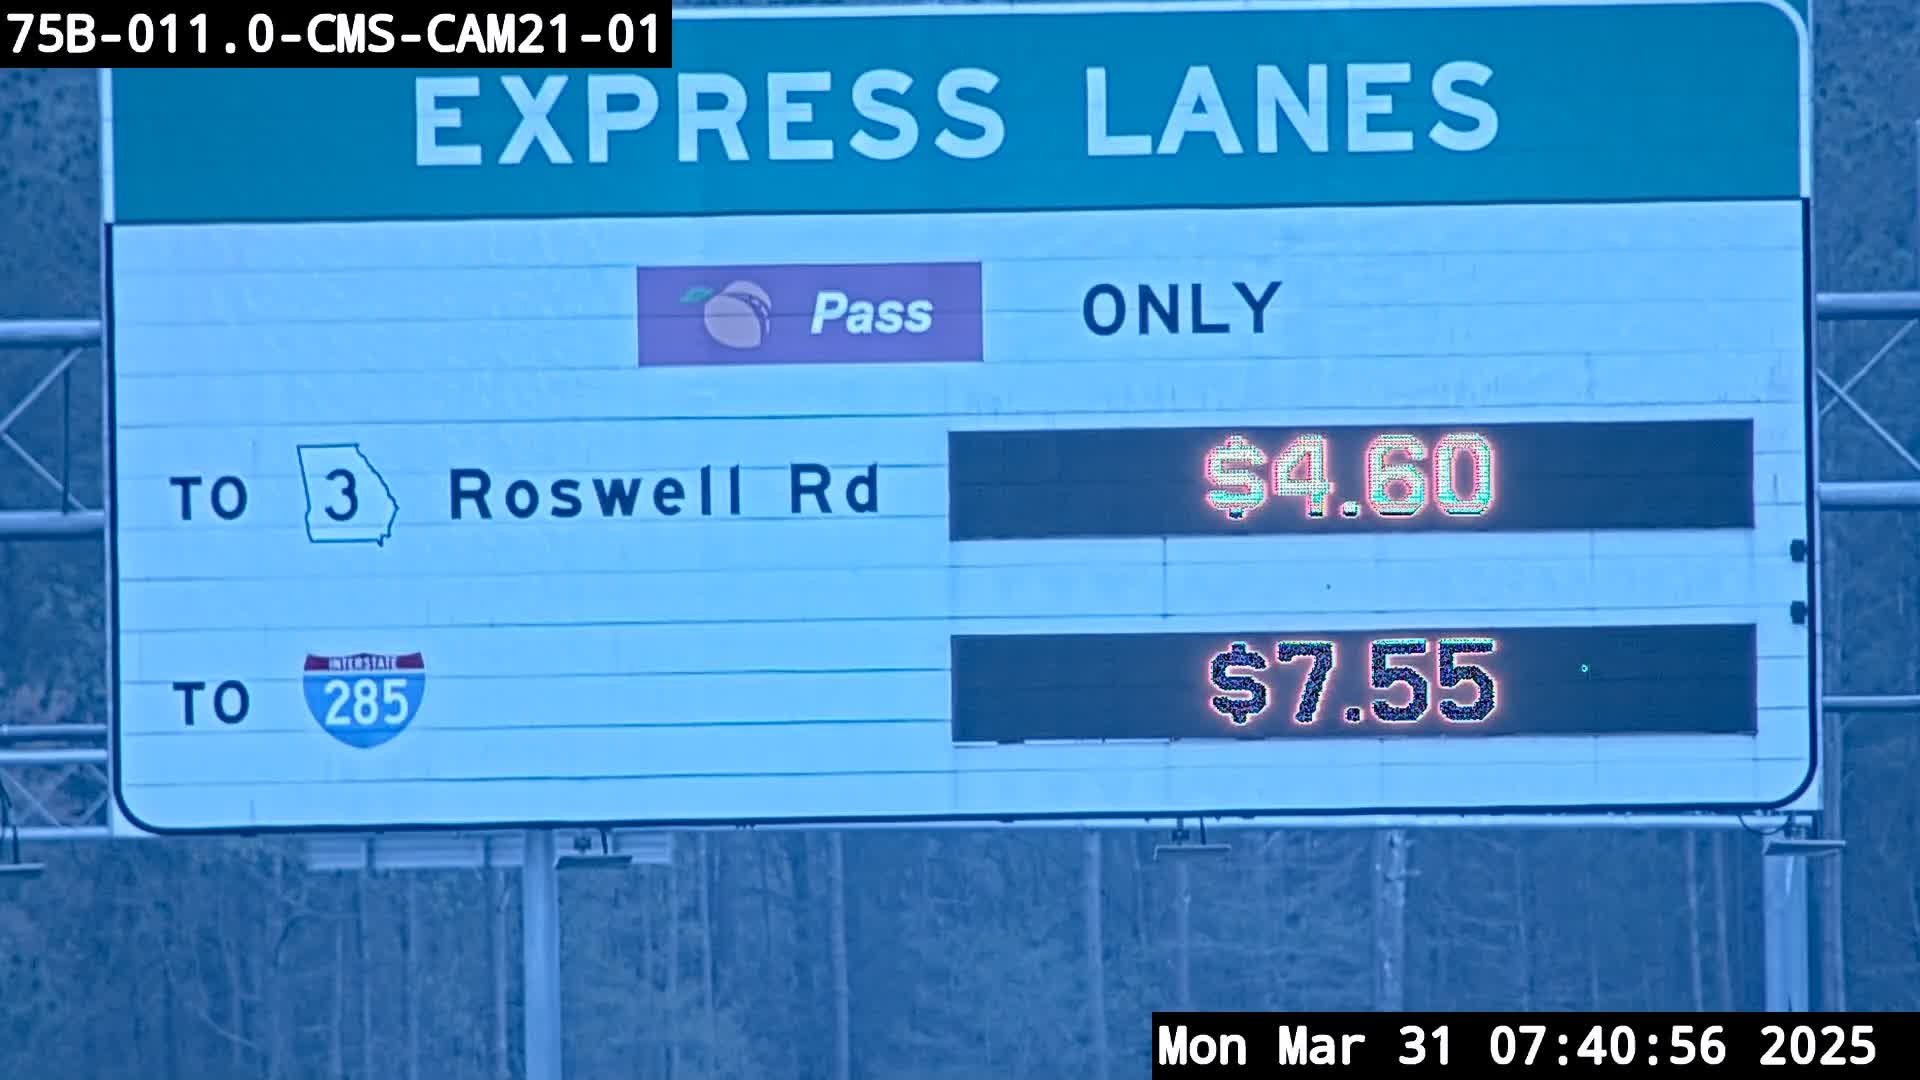 75B-011.0-CMS-CAM21-01
EXPRESS LANES
Pass ONLY
TO 3 Roswell Rd $4.60
TO INTERSTATE 285 $7.55
Mon Mar 31 07:40:56 2025